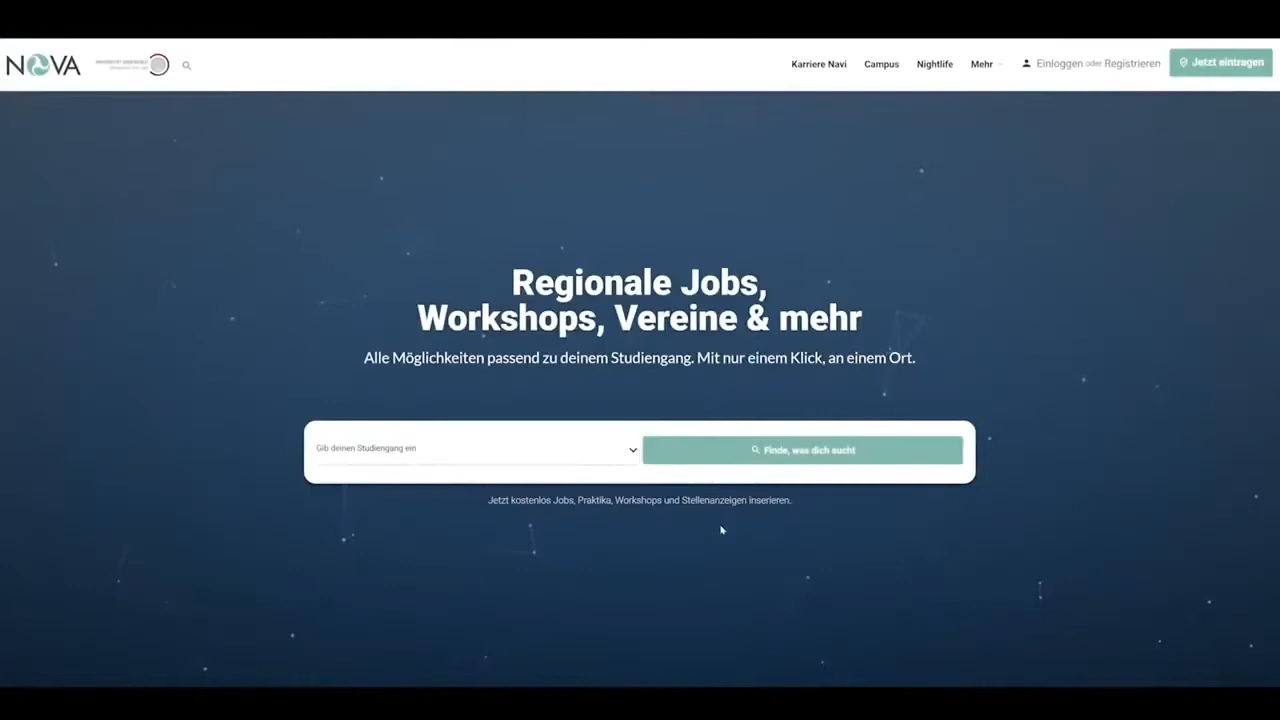 NOVA
Karriere Navi
Campus
Nightlife
Mehr
Einloggen oder Registrieren
Jetzt eintragen
Regionale Jobs,
Workshops, Vereine & mehr
Alle Möglichkeiten passend zu deinem Studiengang. Mit nur einem Klick, an einem Ort.
Gib deinen Studiengang ein
Finde, was dich sucht
Jetzt kostenlos Jobs, Praktika, Workshops und Stellenanzeigen inserieren.